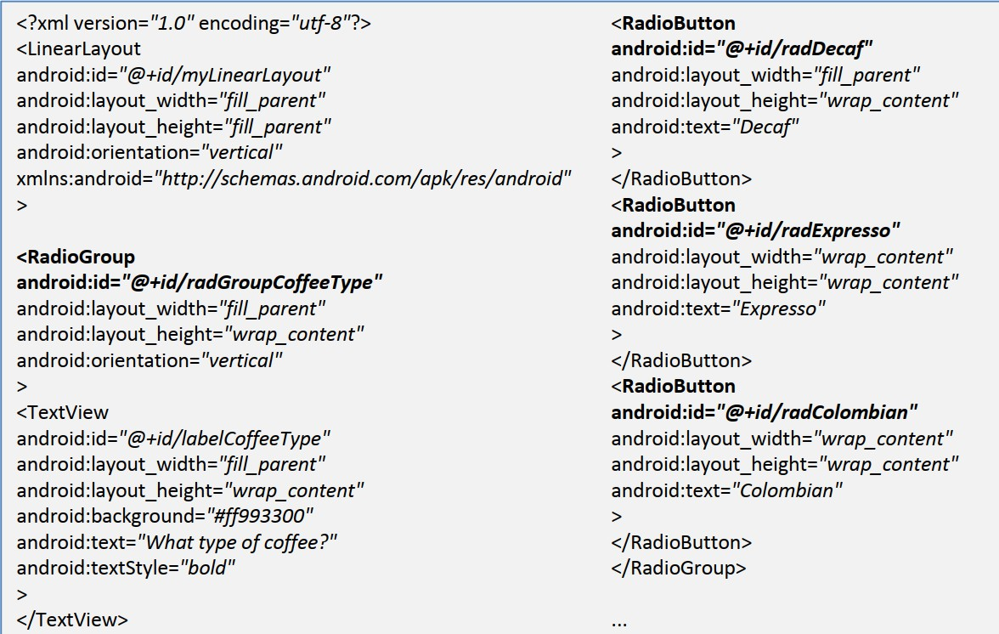 <?xml version="1.0" encoding="utf-8"?>
<LinearLayout
android:id="@+id/myLinearLayout"
android:layout_width="fill_parent"
android:layout_height="fill_parent"
android:orientation="vertical"
xmlns:android="http://schemas.android.com/apk/res/android"
>
<RadioGroup
android:id="@+id/radGroupCoffeeType"
android:layout_width="fill_parent"
android:layout_height="wrap_content"
android:orientation="vertical"
>
<TextView
android:id="@+id/labelCoffeeType"
android:layout_width="fill_parent"
android:layout_height="wrap_content"
android:background="#ff993300"
android:text="What type of coffee?"
android:textStyle="bold"
>
</TextView>
<RadioButton
android:id="@+id/radDecaf"
android:layout_width="fill_parent"
android:layout_height="wrap_content"
android:text="Decaf"
>
</RadioButton>
<RadioButton
android:id="@+id/radExpresso"
android:layout_width="wrap_content"
android:layout_height="wrap_content"
android:text="Expresso"
>
</RadioButton>
<RadioButton
android:id="@+id/radColombian"
android:layout_width="wrap_content"
android:layout_height="wrap_content"
android:text="Colombian"
>
</RadioButton>
</RadioGroup>
...